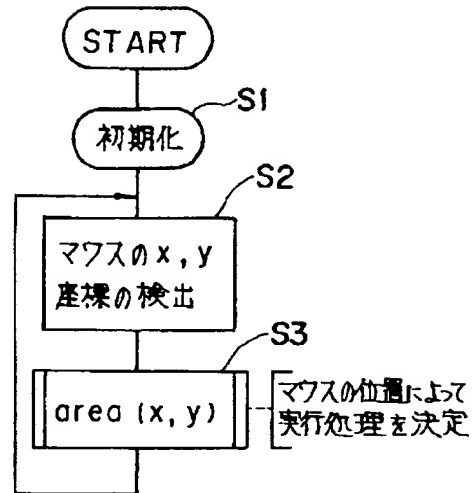 START
S1
初期化
S2
マウスのx,y
座標の検出
S3
area (x,y)
マウスの位置によって
実行処理を決定